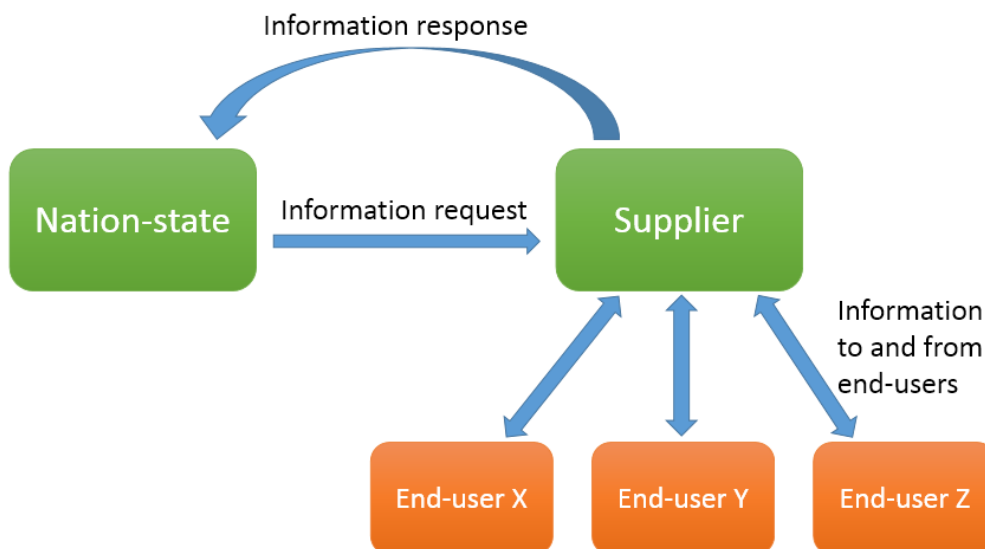 Information response
Nation-state
Information request
Supplier
Information
to and from
end-users
End-user X
End-user Y
End-user Z